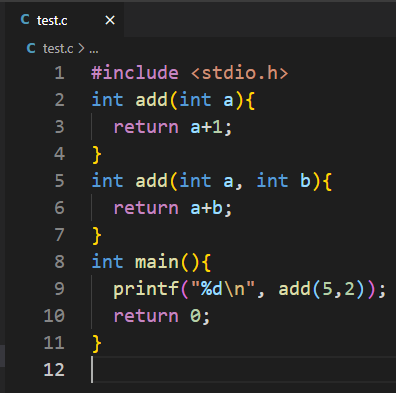 C test.c ×
C test.c > ...
1 #include <stdio.h>
2 int add(int a){
3   return a+1;
4 }
5 int add(int a, int b){
6   return a+b;
7 }
8 int main(){
9   printf("%d\n", add(5,2));
10   return 0;
11 }
12